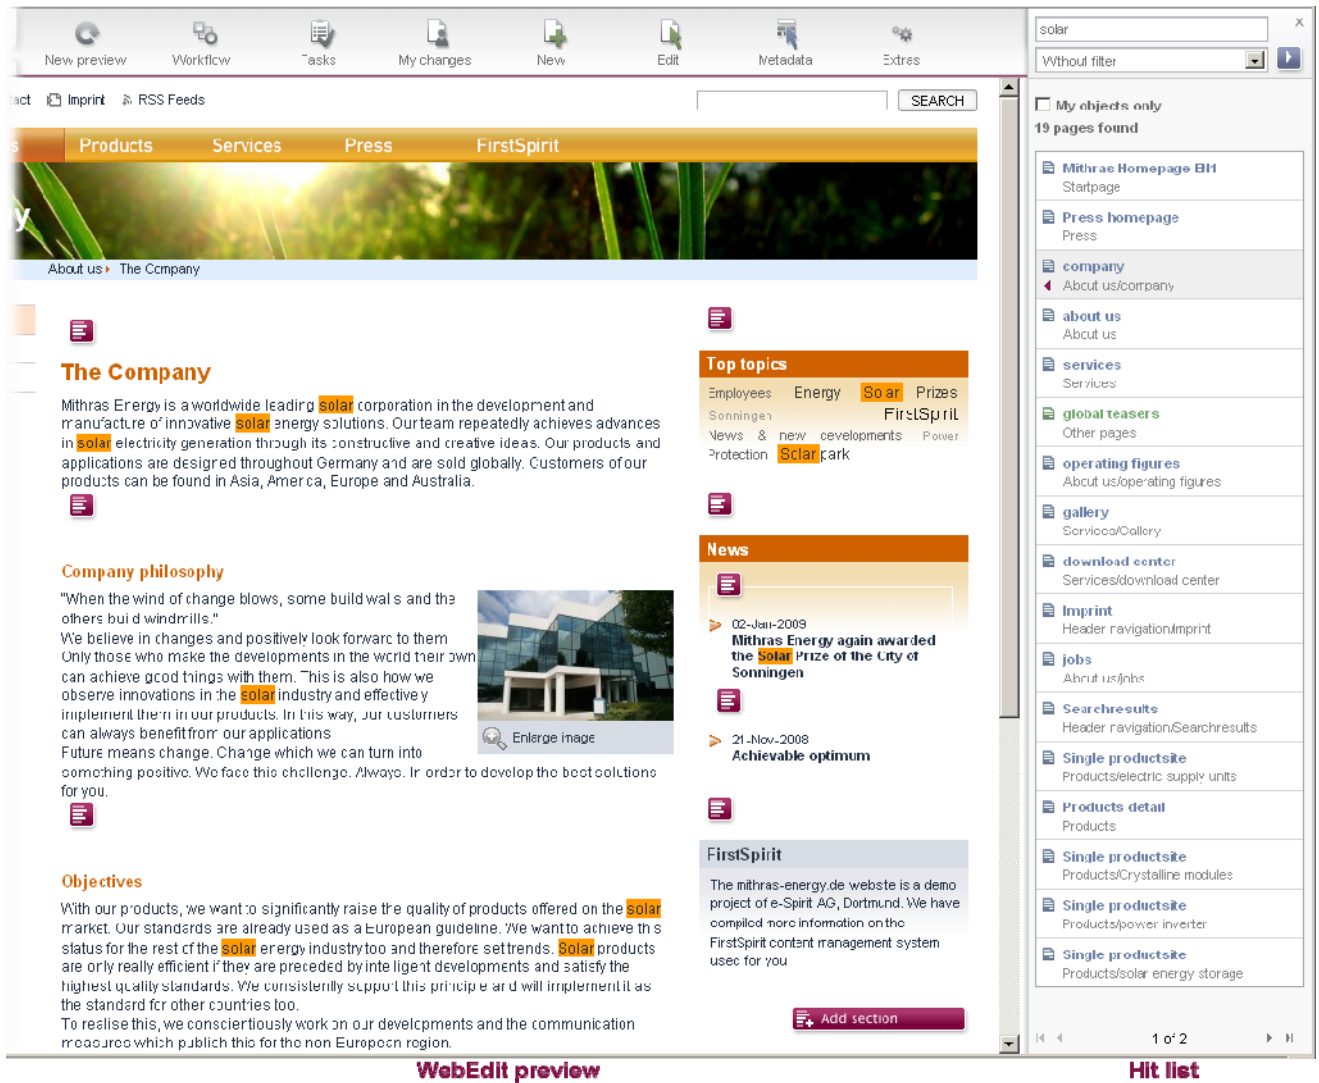 New preview
Workflow
Tasks
My changes
New
Edit
Metadata
Extras
tact
Imprint
RSS Feeds
SEARCH
s
Products
Services
Press
FirstSpirit
y
About us
The Company
The Company
Mithras Energy is a worldwide leading solar corporation in the development and
manufacture of innovative solar energy solutions. Our team repeatedly achieves advances
in solar electricity generation through its constructive and creative ideas. Our products and
applications are designed throughout Germany and are sold globally. Customers of our
products can be found in Asia, America, Europe and Australia.
Company philosophy
"When the wind of change blows, some build walls and the
others build windmills."
We believe in changes and positively look forward to them
Only those who make the developments in the world their own
can achieve good things with them. This is also how we
observe innovations in the solar industry and effectively
implement them in our products. In this way, our customers
can always benefit from our applications
Future means change. Change which we can turn into
something positive. We face this challenge. Always. In order to develop the best solutions
for you.
Enlarge image
Objectives
With our products, we want to significantly raise the quality of products offered on the solar
market. Our standards are already used as a European guideline. We want to achieve this
status for the rest of the solar energy industry too and therefore set trends. Solar products
are only really efficient if they are preceded by intelligent developments and satisfy the
highest quality standards. We consistently support this principle and will implement it as
the standard for other countries too.
To realise this, we conscientiously work on our developments and the communication
measures which publish this for the non European region.
Top topics
Employees Energy Solar Prizes
Sonningen FirstSpirit
News & new developments Power
Protection Solarpark
News
02-Jan-2009
Mithras Energy again awarded
the Solar Prize of the City of
Sonningen
21-Nov-2008
Achievable optimum
FirstSpirit
The mithras-energy.de website is a demo
project of e-Spirit AG, Dortmund. We have
compiled more information on the
FirstSpirit content management system
used for you
Add section
solar
x
Without filter
My objects only
19 pages found
Mithras Homepage EN1
Startpage
Press homepage
Press
company
About us/company
about us
About us
services
Services
global teasers
Other pages
operating figures
About us/operating figures
gallery
Services/Gallery
download center
Services/download center
Imprint
Header navigation/Imprint
jobs
About us/jobs
Searchresults
Header navigation/Searchresults
Single productsite
Products/electric supply units
Products detail
Products
Single productsite
Products/Crystalline modules
Single productsite
Products/power inverter
Single productsite
Products/solar energy storage
1 of 2
WebEdit preview
Hit list